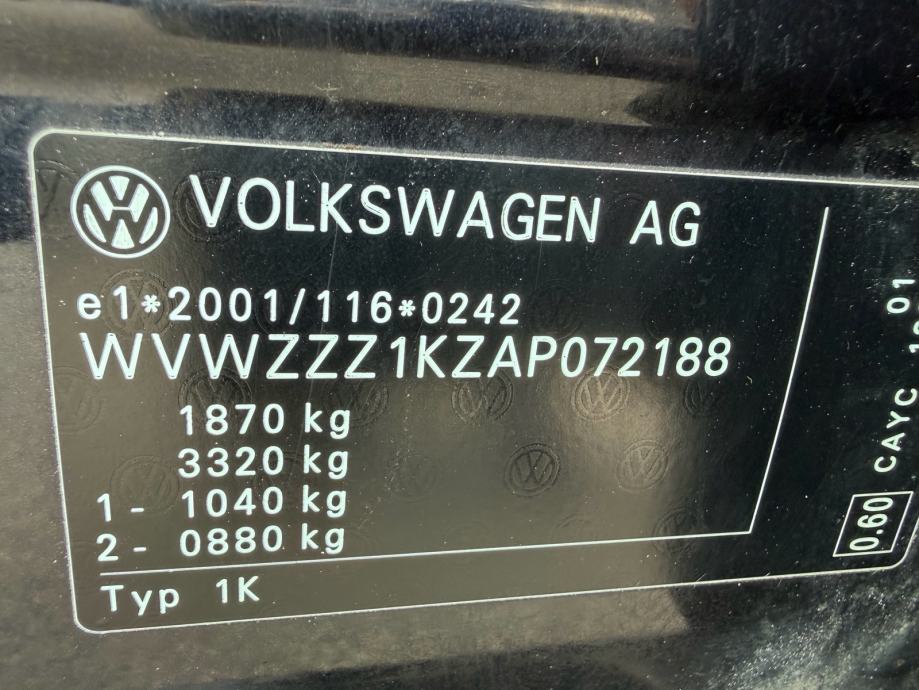 VOLKSWAGEN AG
e1*2001/116*0242
WVWZZZ1KZAP072188
1870 kg
3320 kg
1 - 1040 kg
2 - 0880 kg
Typ 1K
0.60
CAYC
01